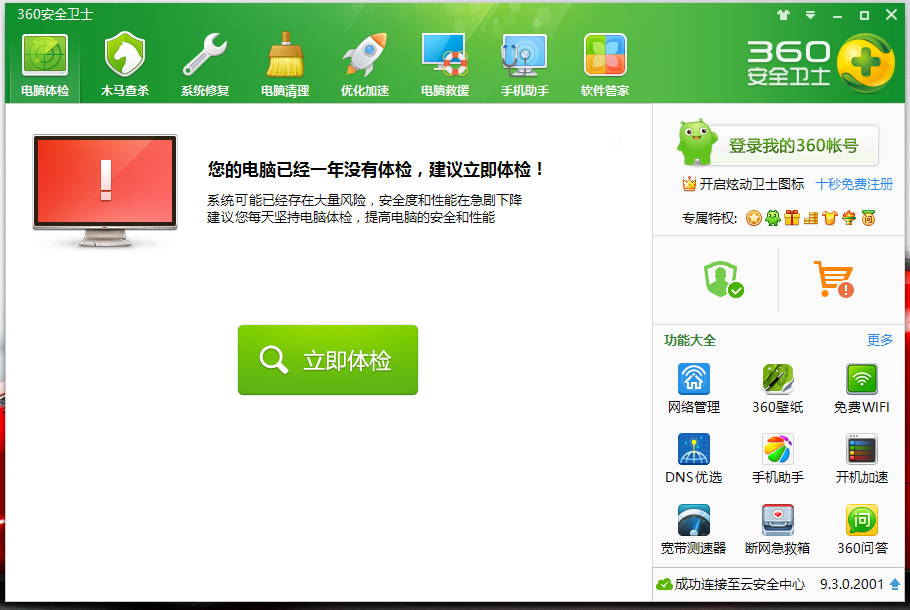 360安全卫士
电脑体检
木马查杀
系统修复
电脑清理
优化加速
电脑救援
手机助手
软件管家
360
安全卫士
您的电脑已经一年没有体检，建议立即体检！
系统可能已经存在大量风险，安全度和性能在急剧下降
建议您每天坚持电脑体检，提高电脑的安全和性能
立即体检
登录我的360帐号
开启炫动卫士图标 十秒免费注册
专属特权:
功能大全 更多
网络管理 360壁纸 免费WIFI
DNS优选 手机助手 开机加速
问
宽带测速器 断网急救箱 360问答
成功连接至云安全中心 9.3.0.2001